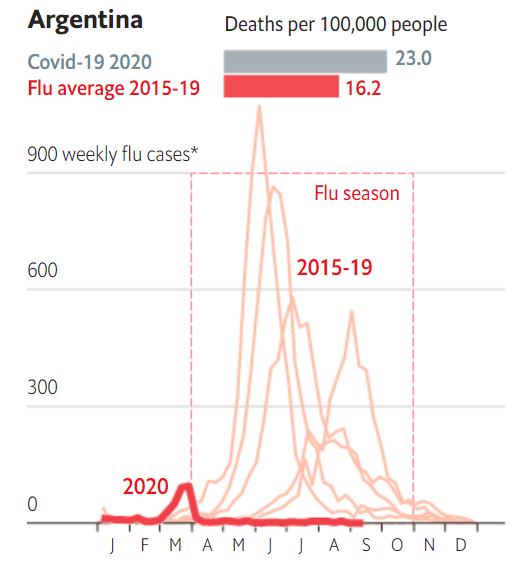 Argentina
Deaths per 100,000 people
Covid-19 2020
23.0
Flu average 2015-19
16.2
900 weekly flu cases*
Flu season
600
2015-19
300
2020
0
J F M A M J J A S O N D